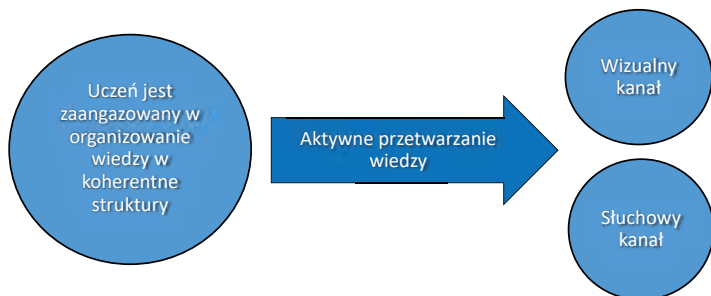 Uczeń jest
zaangazowany w
organizowanie
wiedzy w
koherentne
struktury
Aktywne przetwarzanie
wiedzy
Wizualny
kanał
Słuchowy
kanał